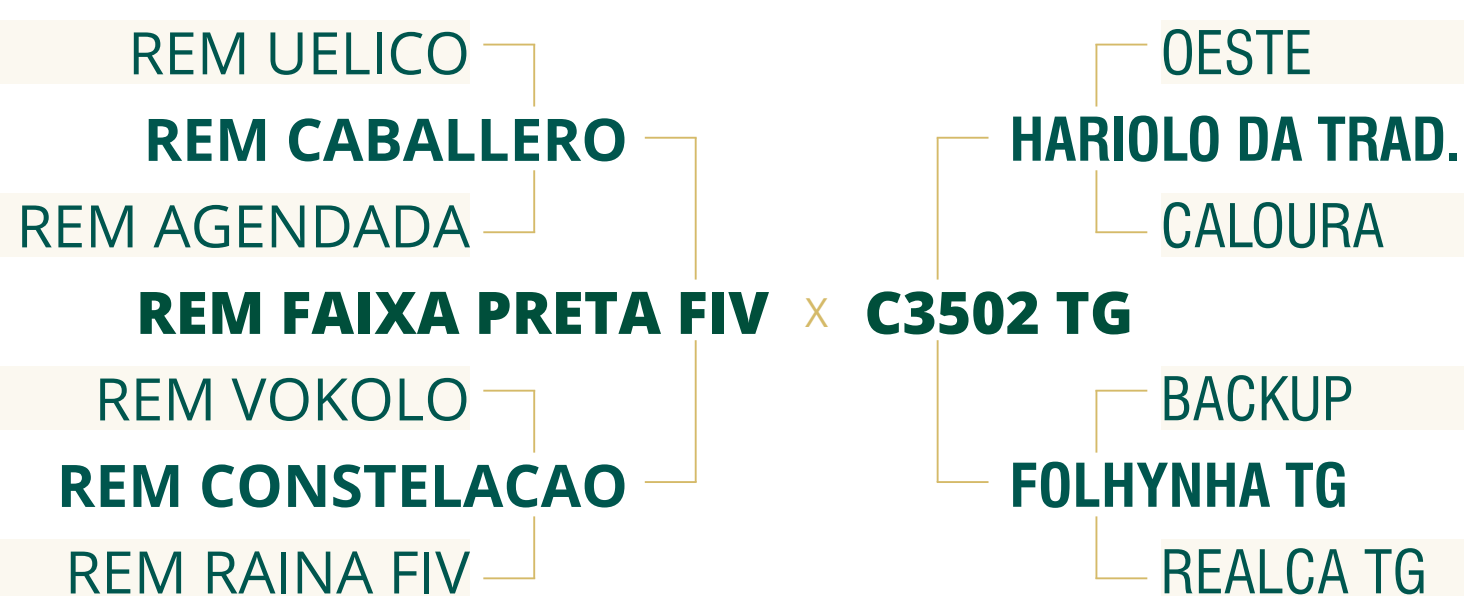 REM UELICO OESTE
REM CABALLERO HARIOLO DA TRAD.
REM AGENDADA CALOURA
REM FAIXA PRETA FIV X C3502 TG
REM VOKOLO BACKUP
REM CONSTELACAO FOLHYNHA TG
REM RAINA FIV REALCA TG